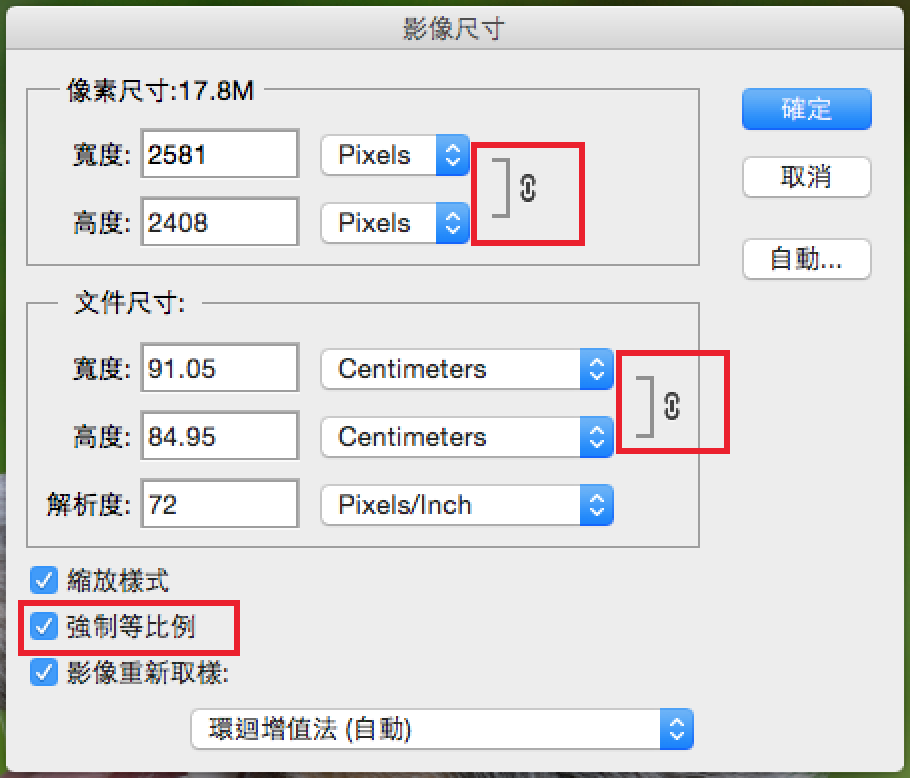 影像尺寸
像素尺寸:17.8M
寬度: 2581 Pixels
高度: 2408 Pixels
確定
取消
自動...
文件尺寸:
寬度: 91.05 Centimeters
高度: 84.95 Centimeters
解析度: 72 Pixels/Inch
縮放樣式
強制等比例
影像重新取樣:
環迴增值法 (自動)